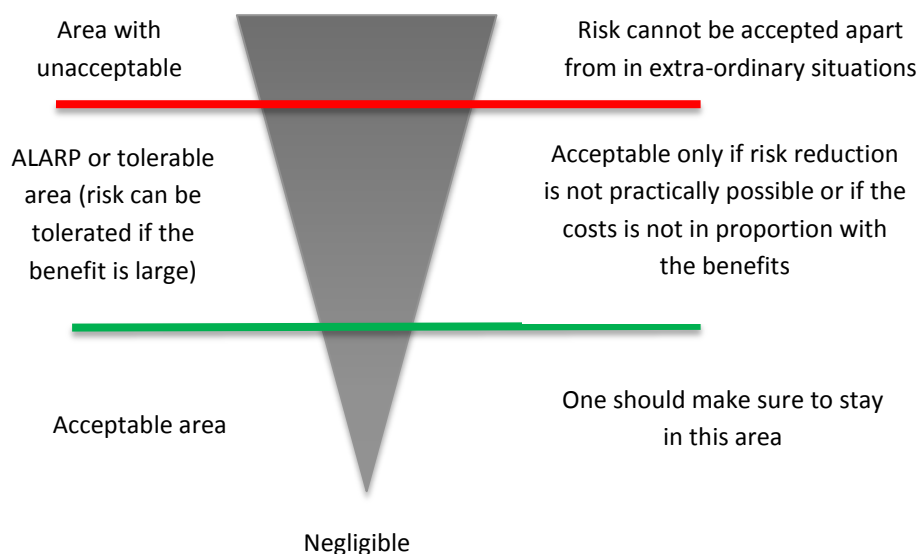 Area with
unacceptable
Risk cannot be accepted apart
from in extra-ordinary situations
ALARP or tolerable
area (risk can be
tolerated if the
benefit is large)
Acceptable only if risk reduction
is not practically possible or if the
costs is not in proportion with
the benefits
Acceptable area
One should make sure to stay
in this area
Negligible